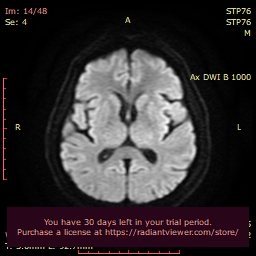 Im: 14/48
STP76
Se: 4
STP76
M
A
Ax DWI B 1000
R
L
You have 30 days left in your trial period.
Purchase a license at https://radiantviewer.com/store/